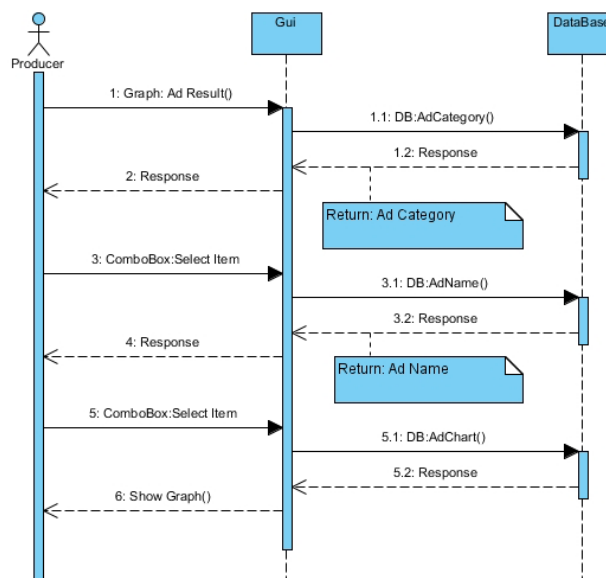 Gui
DataBase
Producer
1: Graph: Ad Result()
1.1: DB:AdCategory()
1.2: Response
2: Response
Return: Ad Category
3: ComboBox:Select Item
3.1: DB:AdName()
3.2: Response
4: Response
Return: Ad Name
5: ComboBox:Select Item
5.1: DB:AdChart()
5.2: Response
6: Show Graph()